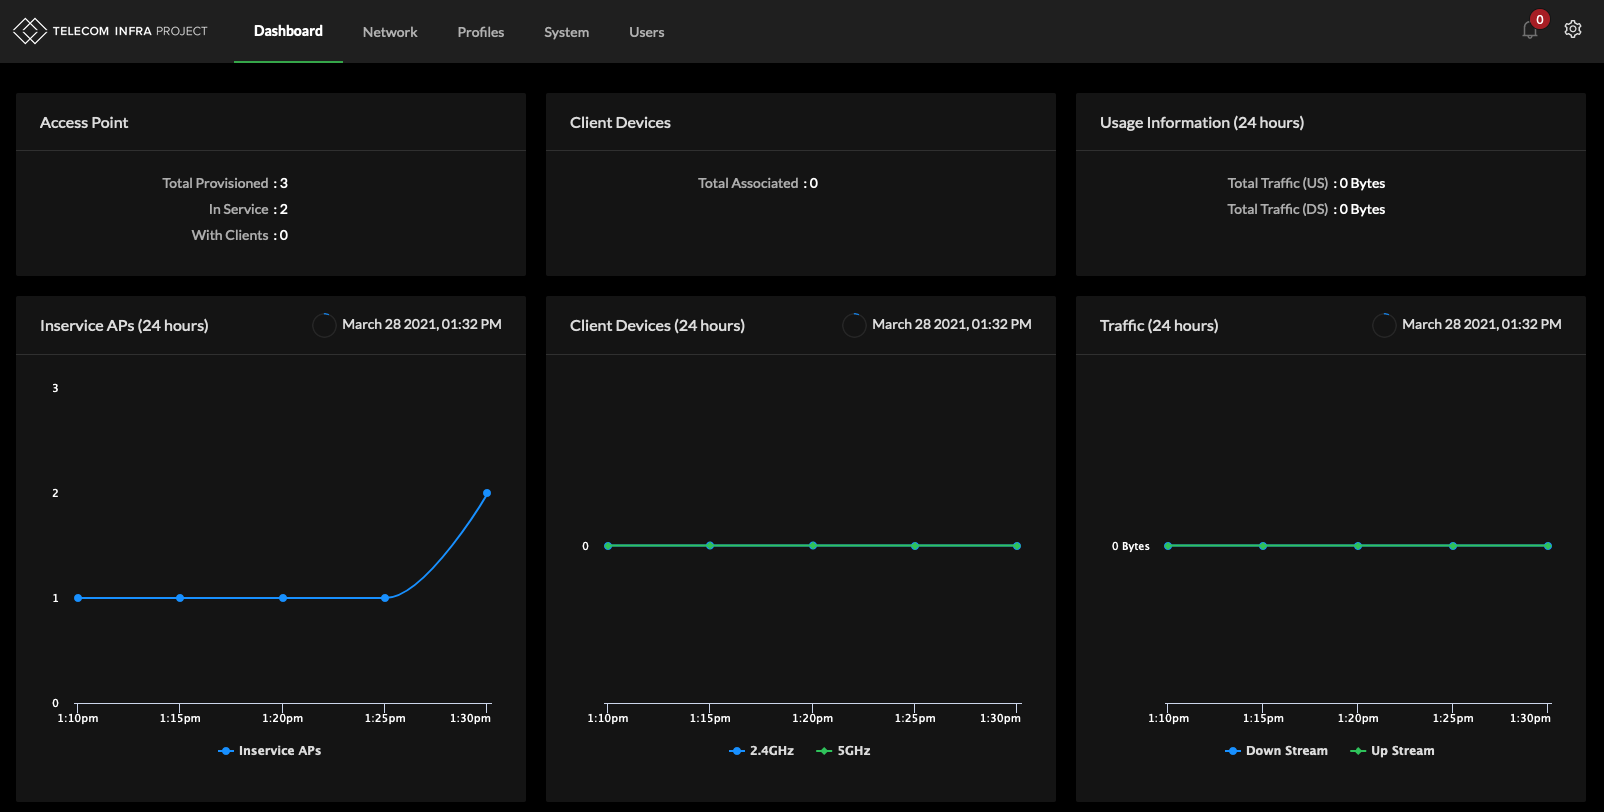 TELECOM INFRA PROJECT
Dashboard
Network
Profiles
System
Users
0
Access Point
Total Provisioned : 3
In Service : 2
With Clients : 0
Client Devices
Total Associated : 0
Usage Information (24 hours)
Total Traffic (US) : 0 Bytes
Total Traffic (DS) : 0 Bytes
Inservice APs (24 hours)
March 28 2021, 01:32 PM
3
2
1
0
1:10pm 1:15pm 1:20pm 1:25pm 1:30pm
Inservice APs
Client Devices (24 hours)
March 28 2021, 01:32 PM
0
1:10pm 1:15pm 1:20pm 1:25pm 1:30pm
2.4GHz 5GHz
Traffic (24 hours)
March 28 2021, 01:32 PM
0 Bytes
1:10pm 1:15pm 1:20pm 1:25pm 1:30pm
Down Stream Up Stream